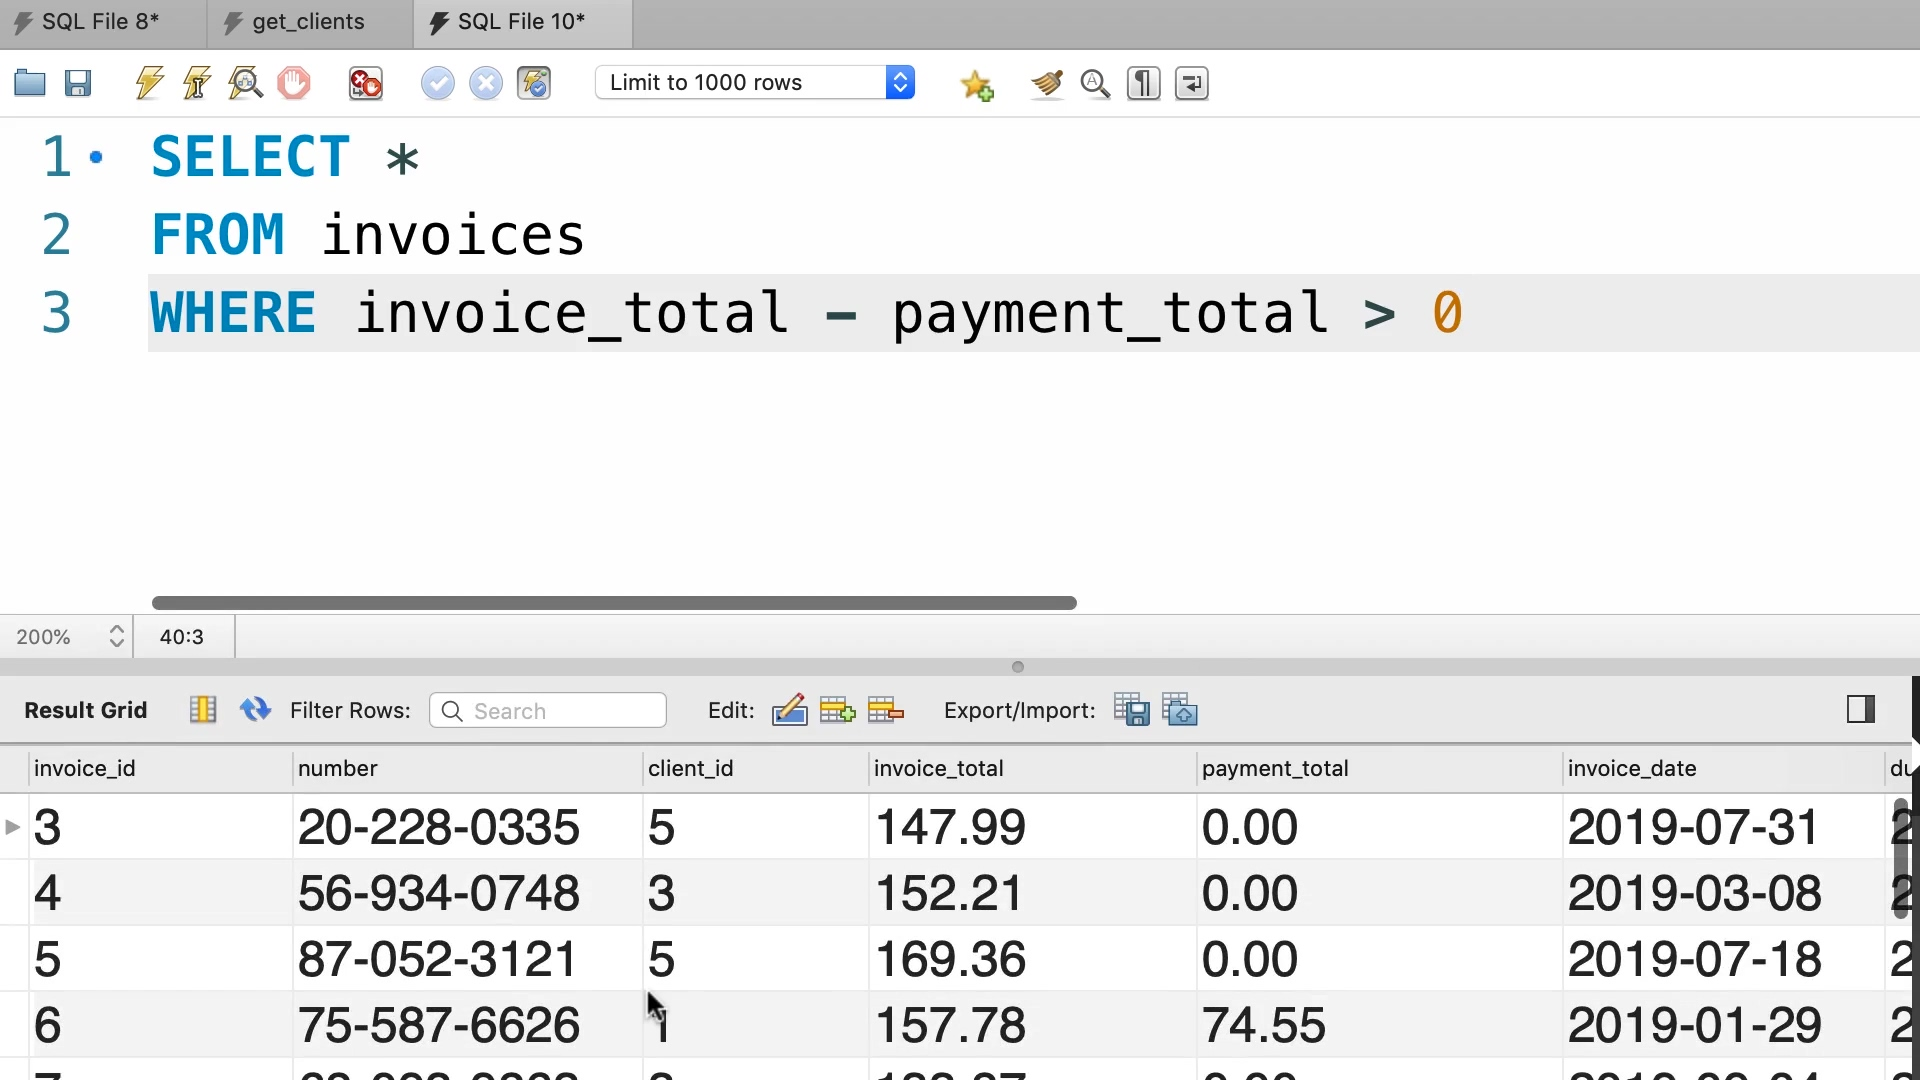 SQL File 8* get_clients SQL File 10*
Limit to 1000 rows
1 SELECT *
2 FROM invoices
3 WHERE invoice_total - payment_total > 0
200% 40:3
Result Grid Filter Rows: Search Edit: Export/Import:
invoice_id number client_id invoice_total payment_total invoice_date
3 20-228-0335 5 147.99 0.00 2019-07-31
4 56-934-0748 3 152.21 0.00 2019-03-08
5 87-052-3121 5 169.36 0.00 2019-07-18
6 75-587-6626 1 157.78 74.55 2019-01-29